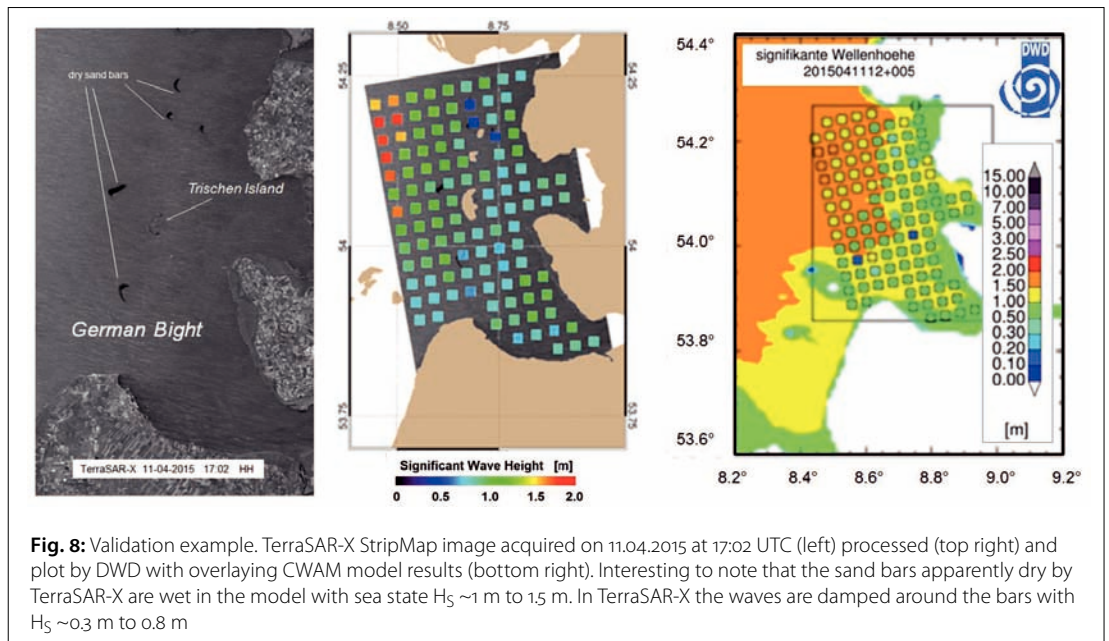 dry sand bars
Trischen Island
German Bight
TerraSAR-X 11-04-2015 17:02 HH
8.50 8.75
54.25 54.25
54 54
53.75 53.75
Significant Wave Height [m]
0 0.5 1.0 1.5 2.0
signifikante Wellenhoehe
2015041112+005
DWD
54.4°
54.2°
54.0°
53.8°
53.6°
8.2° 8.4° 8.6° 8.8° 9.0° 9.2°
15.00
10.00
7.00
5.00
3.00
2.50
2.00
1.50
1.00
0.50
0.30
0.20
0.10
0.00
[m]
Fig. 8: Validation example. TerraSAR-X StripMap image acquired on 11.04.2015 at 17:02 UTC (left) processed (top right) and
plot by DWD with overlaying CWAM model results (bottom right). Interesting to note that the sand bars apparently dry by
TerraSAR-X are wet in the model with sea state HS ~1 m to 1.5 m. In TerraSAR-X the waves are damped around the bars with
HS ~0.3 m to 0.8 m